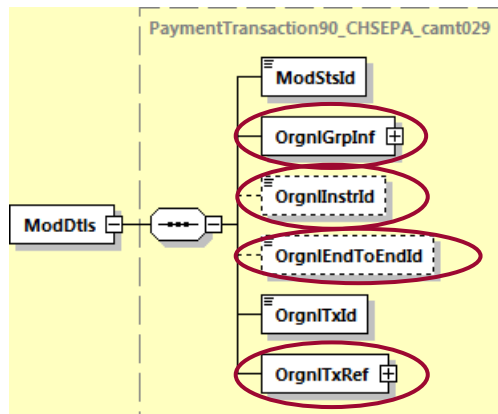 PaymentTransaction90_CHSEPA_camt029
ModStsId
OrgnlGrpInf
OrgnlInstrId
ModDtls
OrgnlEndToEndId
OrgnlTxId
OrgnlTxRef